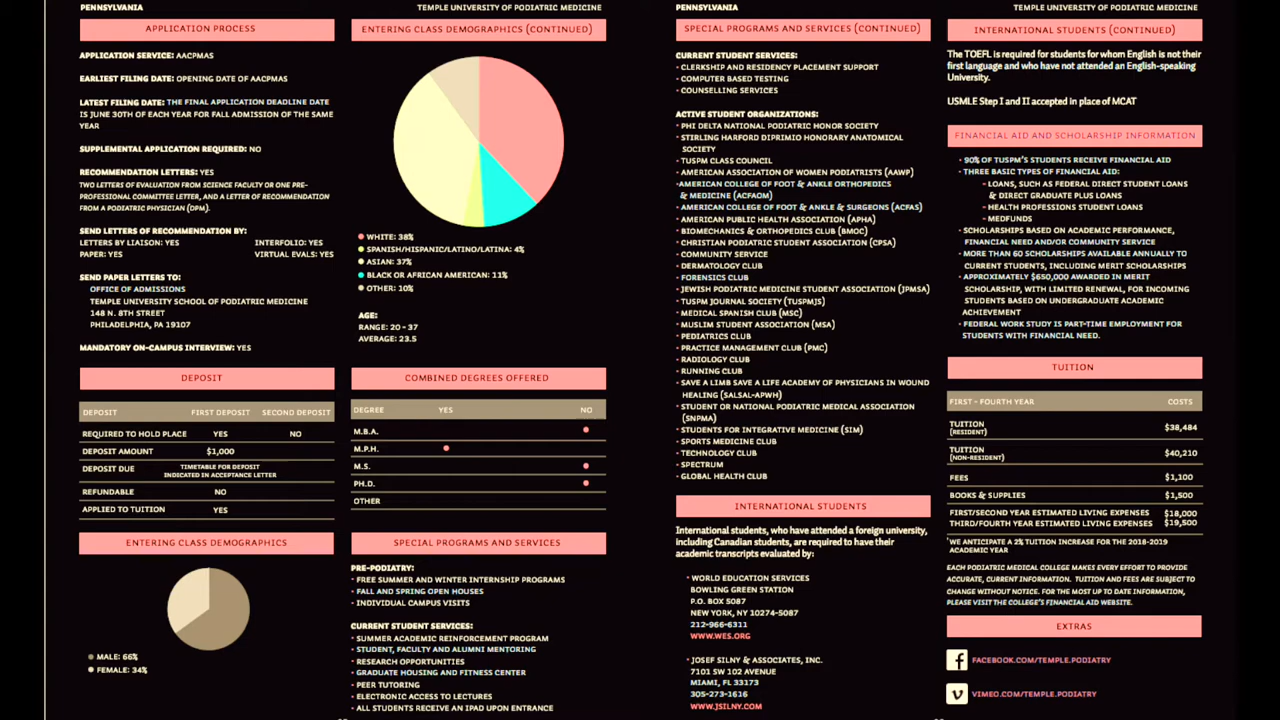 PENNSYLVANIA
TEMPLE UNIVERSITY OF PODIATRIC MEDICINE
APPLICATION PROCESS
APPLICATION SERVICE: AACPMAS
EARLIEST FILING DATE: OPENING DATE OF AACPMAS
LATEST FILING DATE: THE FINAL APPLICATION DEADLINE DATE
IS JUNE 30TH OF EACH YEAR FOR FALL ADMISSION OF THE SAME
YEAR
SUPPLEMENTAL APPLICATION REQUIRED: NO
RECOMMENDATION LETTERS: YES
TWO LETTERS OF EVALUATION FROM SCIENCE FACULTY OR ONE PRE-
PROFESSIONAL COMMITTEE LETTER, AND A LETTER OF RECOMMENDATION
FROM A PODIATRIC PHYSICIAN (DPM).
SEND LETTERS OF RECOMMENDATION BY:
LETTERS BY LIAISON: YES INTERFOLIO: YES
PAPER: YES VIRTUAL EVALS: YES
SEND PAPER LETTERS TO:
OFFICE OF ADMISSIONS
TEMPLE UNIVERSITY SCHOOL OF PODIATRIC MEDICINE
148 N. 8TH STREET
PHILADELPHIA, PA 19107
MANDATORY ON-CAMPUS INTERVIEW: YES
DEPOSIT
DEPOSIT FIRST DEPOSIT SECOND DEPOSIT
REQUIRED TO HOLD PLACE YES NO
DEPOSIT AMOUNT $1,000
DEPOSIT DUE TIMETABLE FOR DEPOSIT
INDICATED IN ACCEPTANCE LETTER
REFUNDABLE NO
APPLIED TO TUITION YES
ENTERING CLASS DEMOGRAPHICS
MALE: 66%
FEMALE: 34%
ENTERING CLASS DEMOGRAPHICS (CONTINUED)
WHITE: 38%
SPANISH/HISPANIC/LATINO/LATINA: 4%
ASIAN: 37%
BLACK OR AFRICAN AMERICAN: 11%
OTHER: 10%
AGE:
RANGE: 20 - 37
AVERAGE: 23.5
COMBINED DEGREES OFFERED
DEGREE YES NO
M.B.A.
M.P.H.
M.S.
PH.D.
OTHER
SPECIAL PROGRAMS AND SERVICES
PRE-PODIATRY:
- FREE SUMMER AND WINTER INTERNSHIP PROGRAMS
- FALL AND SPRING OPEN HOUSES
- INDIVIDUAL CAMPUS VISITS
CURRENT STUDENT SERVICES:
- SUMMER ACADEMIC REINFORCEMENT PROGRAM
- STUDENT, FACULTY AND ALUMNI MENTORING
- RESEARCH OPPORTUNITIES
- GRADUATE HOUSING AND FITNESS CENTER
- PEER TUTORING
- ELECTRONIC ACCESS TO LECTURES
- ALL STUDENTS RECEIVE AN IPAD UPON ENTRANCE
PENNSYLVANIA
TEMPLE UNIVERSITY OF PODIATRIC MEDICINE
SPECIAL PROGRAMS AND SERVICES (CONTINUED)
CURRENT STUDENT SERVICES:
- CLERKSHIP AND RESIDENCY PLACEMENT SUPPORT
- COMPUTER BASED TESTING
- COUNSELLING SERVICES
ACTIVE STUDENT ORGANIZATIONS:
- PHI DELTA NATIONAL PODIATRIC HONOR SOCIETY
- STIRLING HARFORD DIPRIMIO HONORARY ANATOMICAL
SOCIETY
- TUSPM CLASS COUNCIL
- AMERICAN ASSOCIATION OF WOMEN PODIATRISTS (AAWP)
-AMERICAN COLLEGE OF FOOT & ANKLE ORTHOPEDICS
& MEDICINE (ACFAOM)
- AMERICAN COLLEGE OF FOOT & ANKLE & SURGEONS (ACFAS)
- AMERICAN PUBLIC HEALTH ASSOCIATION (APHA)
- BIOMECHANICS & ORTHOPEDICS CLUB (BMOC)
- CHRISTIAN PODIATRIC STUDENT ASSOCIATION (CPSA)
- COMMUNITY SERVICE
- DERMATOLOGY CLUB
- FORENSICS CLUB
- JEWISH PODIATRIC MEDICINE STUDENT ASSOCIATION (JPMSA)
- TUSPM JOURNAL SOCIETY (TUSPMJS)
- MEDICAL SPANISH CLUB (MSC)
- MUSLIM STUDENT ASSOCIATION (MSA)
- PEDIATRICS CLUB
- PRACTICE MANAGEMENT CLUB (PMC)
- RADIOLOGY CLUB
- RUNNING CLUB
- SAVE A LIMB SAVE A LIFE ACADEMY OF PHYSICIANS IN WOUND
HEALING (SALSAL-APWH)
- STUDENT OR NATIONAL PODIATRIC MEDICAL ASSOCIATION
(SNPMA)
- STUDENTS FOR INTEGRATIVE MEDICINE (SIM)
- SPORTS MEDICINE CLUB
- TECHNOLOGY CLUB
- SPECTRUM
- GLOBAL HEALTH CLUB
INTERNATIONAL STUDENTS
International students, who have attended a foreign university,
including Canadian students, are required to have their
academic transcripts evaluated by:
- WORLD EDUCATION SERVICES
BOWLING GREEN STATION
P.O. BOX 5087
NEW YORK, NY 10274-5087
212-966-6311
WWW.WES.ORG
- JOSEF SILNY & ASSOCIATES, INC.
7101 SW 102 AVENUE
MIAMI, FL 33173
305-273-1616
WWW.JSILNY.COM
INTERNATIONAL STUDENTS (CONTINUED)
The TOEFL is required for students for whom English is not their
first language and who have not attended an English-speaking
University.
USMLE Step I and II accepted in place of MCAT
FINANCIAL AID AND SCHOLARSHIP INFORMATION
- 90% OF TUSPM'S STUDENTS RECEIVE FINANCIAL AID
- THREE BASIC TYPES OF FINANCIAL AID:
- LOANS, SUCH AS FEDERAL DIRECT STUDENT LOANS
& DIRECT GRADUATE PLUS LOANS
- HEALTH PROFESSIONS STUDENT LOANS
- MEDFUNDS
- SCHOLARSHIPS BASED ON ACADEMIC PERFORMANCE,
FINANCIAL NEED AND/OR COMMUNITY SERVICE
- MORE THAN 60 SCHOLARSHIPS AVAILABLE ANNUALLY TO
CURRENT STUDENTS, INCLUDING MERIT SCHOLARSHIPS
- APPROXIMATELY $650,000 AWARDED IN MERIT
SCHOLARSHIP, WITH LIMITED RENEWAL, FOR INCOMING
STUDENTS BASED ON UNDERGRADUATE ACADEMIC
ACHIEVEMENT
- FEDERAL WORK STUDY IS PART-TIME EMPLOYMENT FOR
STUDENTS WITH FINANCIAL NEED.
TUITION
FIRST - FOURTH YEAR COSTS
TUITION
(RESIDENT) $38,484
TUITION
(NON-RESIDENT) $40,210
FEES $1,100
BOOKS & SUPPLIES $1,500
FIRST/SECOND YEAR ESTIMATED LIVING EXPENSES $18,000
THIRD/FOURTH YEAR ESTIMATED LIVING EXPENSES $19,500
*WE ANTICIPATE A 2% TUITION INCREASE FOR THE 2018-2019
ACADEMIC YEAR
EACH PODIATRIC MEDICAL COLLEGE MAKES EVERY EFFORT TO PROVIDE
ACCURATE, CURRENT INFORMATION. TUITION AND FEES ARE SUBJECT TO
CHANGE WITHOUT NOTICE. FOR THE MOST UP TO DATE INFORMATION,
PLEASE VISIT THE COLLEGE'S FINANCIAL AID WEBSITE.
EXTRAS
FACEBOOK.COM/TEMPLE.PODIATRY
VIMEO.COM/TEMPLE.PODIATRY